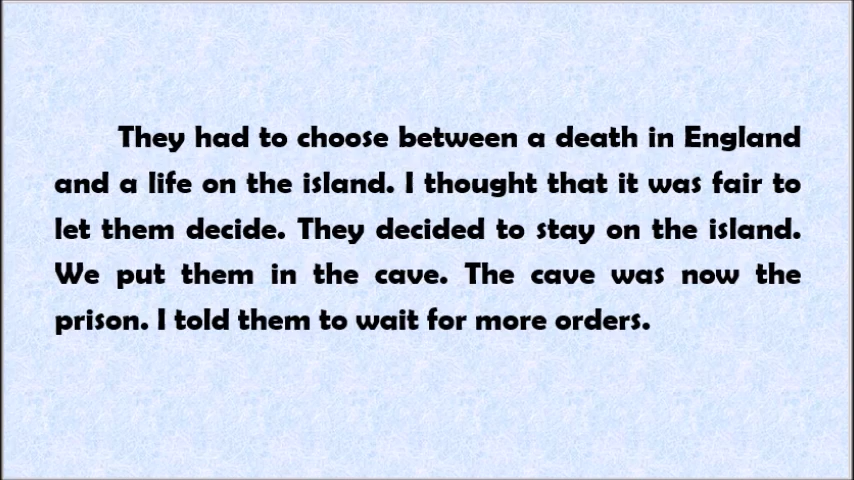 They had to choose between a death in England
and a life on the island. I thought that it was fair to
let them decide. They decided to stay on the island.
We put them in the cave. The cave was now the
prison. I told them to wait for more orders.